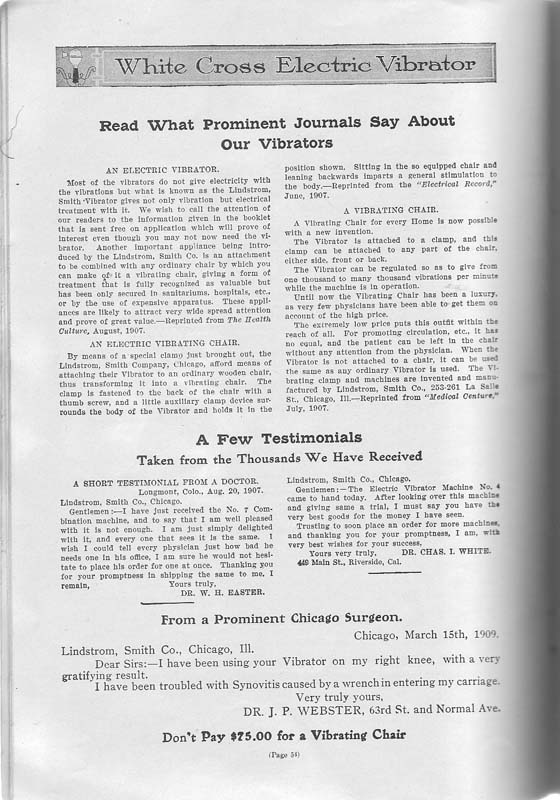 White Cross Electric Vibrator
Read What Prominent Journals Say About
Our Vibrators
AN ELECTRIC VIBRATOR.
Most of the vibrators do not give electricity with
the vibrations but what is known as the Lindstrom,
Smith Vibrator gives not only vibration but electrical
treatment with it. We wish to call the attention of
our readers to the information given in the booklet
that is sent free on application which will prove of
interest even though you may not now need the vi-
brator. Another important appliance being intro-
duced by the Lindstrom, Smith Co. is an attachment
to be combined with any ordinary chair by which you
can make of it a vibrating chair, giving a form of
treatment that is fully recognized as valuable but
has been only secured in sanitariums, hospitals, etc.,
or by the use of expensive apparatus. These appli-
ances are likely to attract very wide spread attention
and prove of great value.—Reprinted from The Health
Culture, August, 1907.
AN ELECTRIC VIBRATING CHAIR.
By means of a special clamp just brought out, the
Lindstrom, Smith Company, Chicago, afford means of
attaching their Vibrator to an ordinary wooden chair,
thus transforming it into a vibrating chair. The
clamp is fastened to the back of the chair with a
thumb screw, and a little auxiliary clamp device sur-
rounds the body of the Vibrator and holds it in the
position shown. Sitting in the so equipped chair and
leaning backwards imparts a general stimulation to
the body.—Reprinted from the "Electrical Record,"
June, 1907.
A VIBRATING CHAIR.
A Vibrating Chair for every Home is now possible
with a new invention.
The Vibrator is attached to a clamp, and this
clamp can be attached to any part of the chair,
either side, front or back.
The Vibrator can be regulated so as to give from
one thousand to many thousand vibrations per minute
while the machine is in operation.
Until now the Vibrating Chair has been a luxury,
as very few physicians have been able to get them on
account of the high price.
The extremely low price puts this outfit within the
reach of all. For promoting circulation, etc., it has
no equal, and the patient can be left in the chair
without any attention from the physician. When the
Vibrator is not attached to a chair, it can be used
the same as any ordinary Vibrator is used. The Vi-
brating clamp and machines are invented and manu-
factured by Lindstrom, Smith Co., 253-261 La Salle
St., Chicago, Ill.—Reprinted from "Medical Century,"
July, 1907.
A Few Testimonials
Taken from the Thousands We Have Received
A SHORT TESTIMONIAL FROM A DOCTOR.
Longmont, Colo., Aug. 20, 1907.
Lindstrom, Smith Co., Chicago.
Gentlemen:—I have just received the No. 7 Com-
bination machine, and to say that I am well pleased
with it is not enough. I am just simply delighted
with it, and every one that sees it is the same. I
wish I could tell every physician just how bad he
needs one in his office, I am sure he would not hesi-
tate to place his order for one at once. Thanking you
for your promptness in shipping the same to me, I
remain, Yours truly,
DR. W. H. EASTER.
Lindstrom, Smith Co., Chicago.
Gentlemen:—The Electric Vibrator Machine No. 4
came to hand today. After looking over this machine
and giving same a trial, I must say you have the
very best goods for the money I have seen.
Trusting to soon place an order for more machines,
and thanking you for your promptness, I am, with
very best wishes for your success,
Yours very truly, DR. CHAS. I. WHITE.
449 Main St., Riverside, Cal.
From a Prominent Chicago Surgeon.
Chicago, March 15th, 1909.
Lindstrom, Smith Co., Chicago, Ill.
Dear Sirs:—I have been using your Vibrator on my right knee, with a very
gratifying result.
I have been troubled with Synovitis caused by a wrench in entering my carriage.
Very truly yours,
DR. J. P. WEBSTER, 63rd St. and Normal Ave.
Don't Pay $75.00 for a Vibrating Chair
(Page 54)